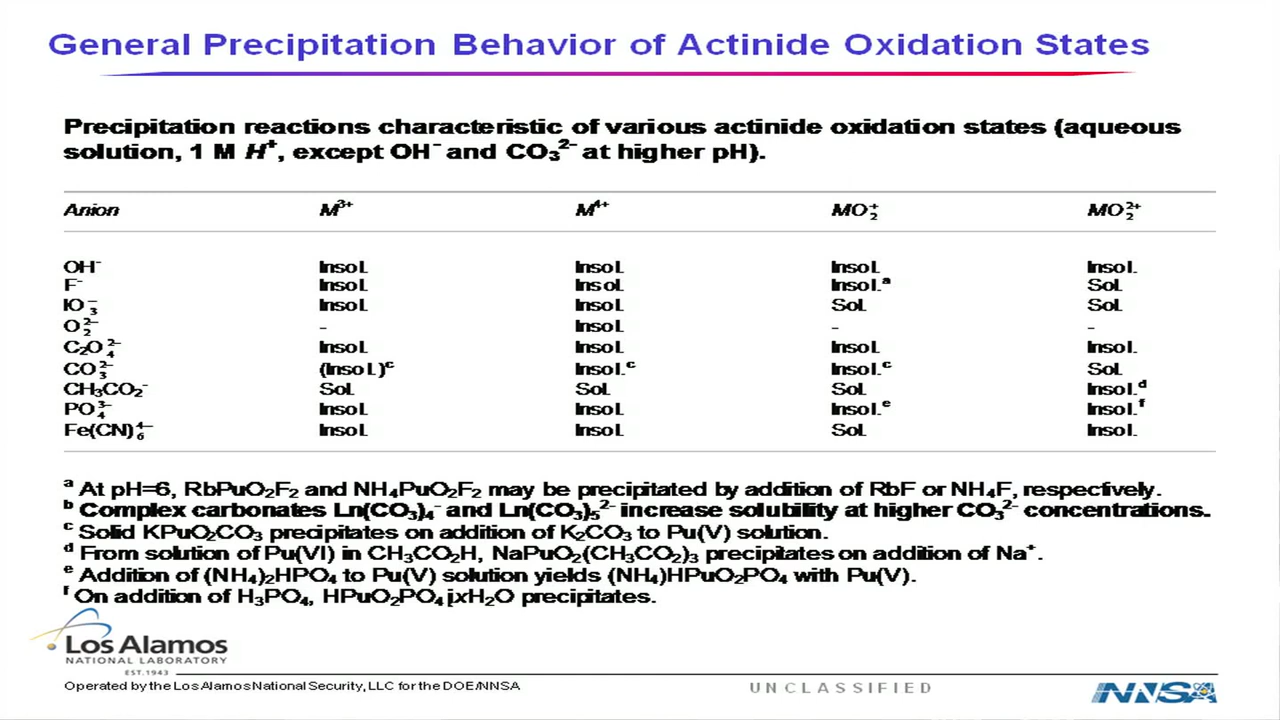 General Precipitation Behavior of Actinide Oxidation States
Precipitation reactions characteristic of various actinide oxidation states (aqueous
solution, 1 M H⁺, except OH⁻ and CO₃²⁻ at higher pH).
Anion M³⁺ M⁴⁺ MO₂⁺ MO₂²⁺
OH⁻ Insol. Insol. Insol. Insol.
F⁻ Insol. Insol. Insol.ᵃ Sol.
IO₃⁻ Insol. Insol. Sol. Sol.
O₂²⁻ - Insol. - -
C₂O₄²⁻ Insol. Insol. Insol. Insol.
CO₃²⁻ (Insol.)ᶜ Insol.ᶜ Insol.ᶜ Sol.
CH₃CO₂⁻ Sol. Sol. Sol. Insol.ᵈ
PO₄³⁻ Insol. Insol. Insol.ᵉ Insol.ᶠ
Fe(CN)₆⁴⁻ Insol. Insol. Sol. Insol.
ᵃ At pH=6, RbPuO₂F₂ and NH₄PuO₂F₂ may be precipitated by addition of RbF or NH₄F, respectively.
ᵇ Complex carbonates Ln(CO₃)₄⁻ and Ln(CO₃)₅²⁻ increase solubility at higher CO₃²⁻ concentrations.
ᶜ Solid KPuO₂CO₃ precipitates on addition of K₂CO₃ to Pu(V) solution.
ᵈ From solution of Pu(VI) in CH₃CO₂H, NaPuO₂(CH₃CO₂)₃ precipitates on addition of Na⁺.
ᵉ Addition of (NH₄)₂HPO₄ to Pu(V) solution yields (NH₄)HPuO₂PO₄ with Pu(V).
ᶠ On addition of H₃PO₄, HPuO₂PO₄įxH₂O precipitates.
Los Alamos
NATIONAL LABORATORY
EST.1943
Operated by the Los Alamos National Security, LLC for the DOE/NNSA
UNCLASSIFIED
NNSA